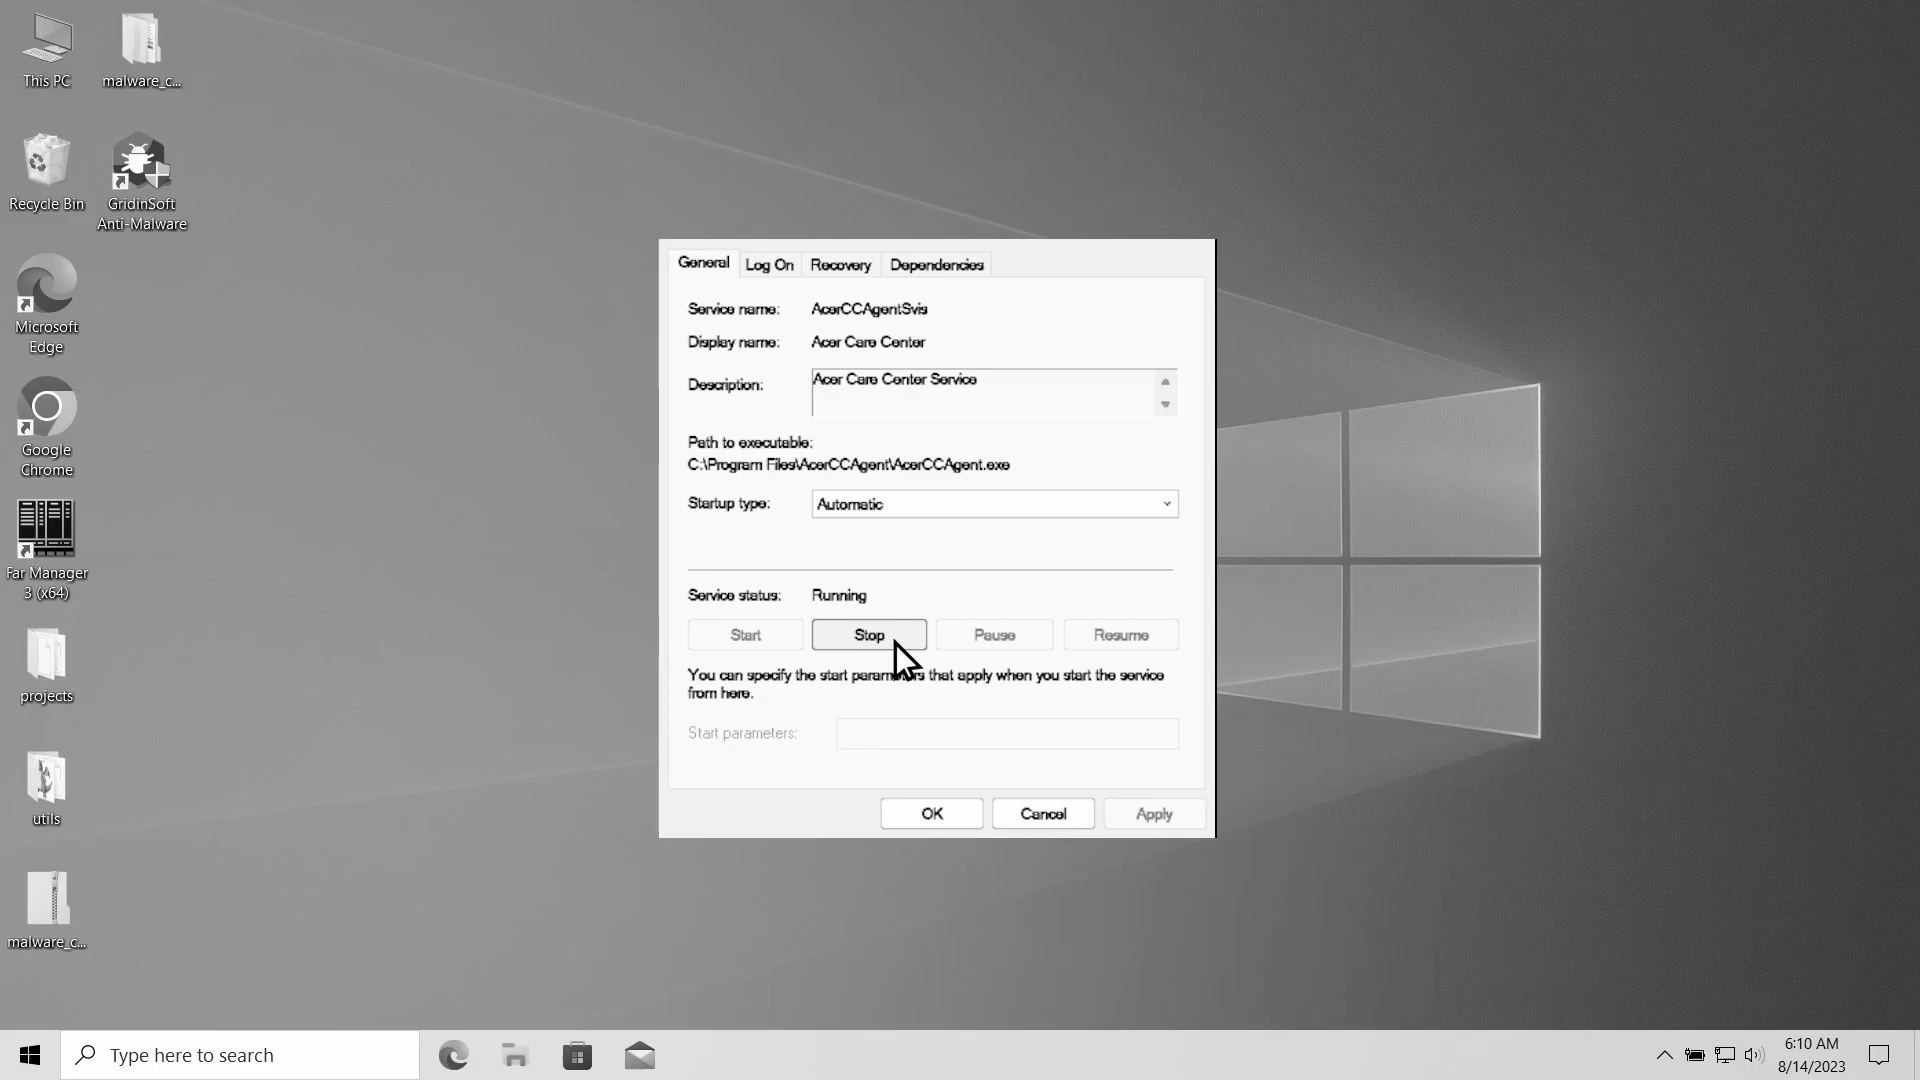 This PC
malware_c...
Recycle Bin
GridinSoft
Anti-Malware
Microsoft
Edge
Google
Chrome
Far Manager
3 (x64)
projects
utils
malware_c...
General
Log On
Recovery
Dependencies
Service name: AcerCCAgentSvis
Display name: Acer Care Center
Description: Acer Care Center Service
Path to executable:
C:\Program Files\AcerCCAgent\AcerCCAgent.exe
Startup type: Automatic
Service status: Running
Start
Stop
Pause
Resume
You can specify the start parameters that apply when you start the service
from here.
Start parameters:
OK
Cancel
Apply
Type here to search
6:10 AM
8/14/2023